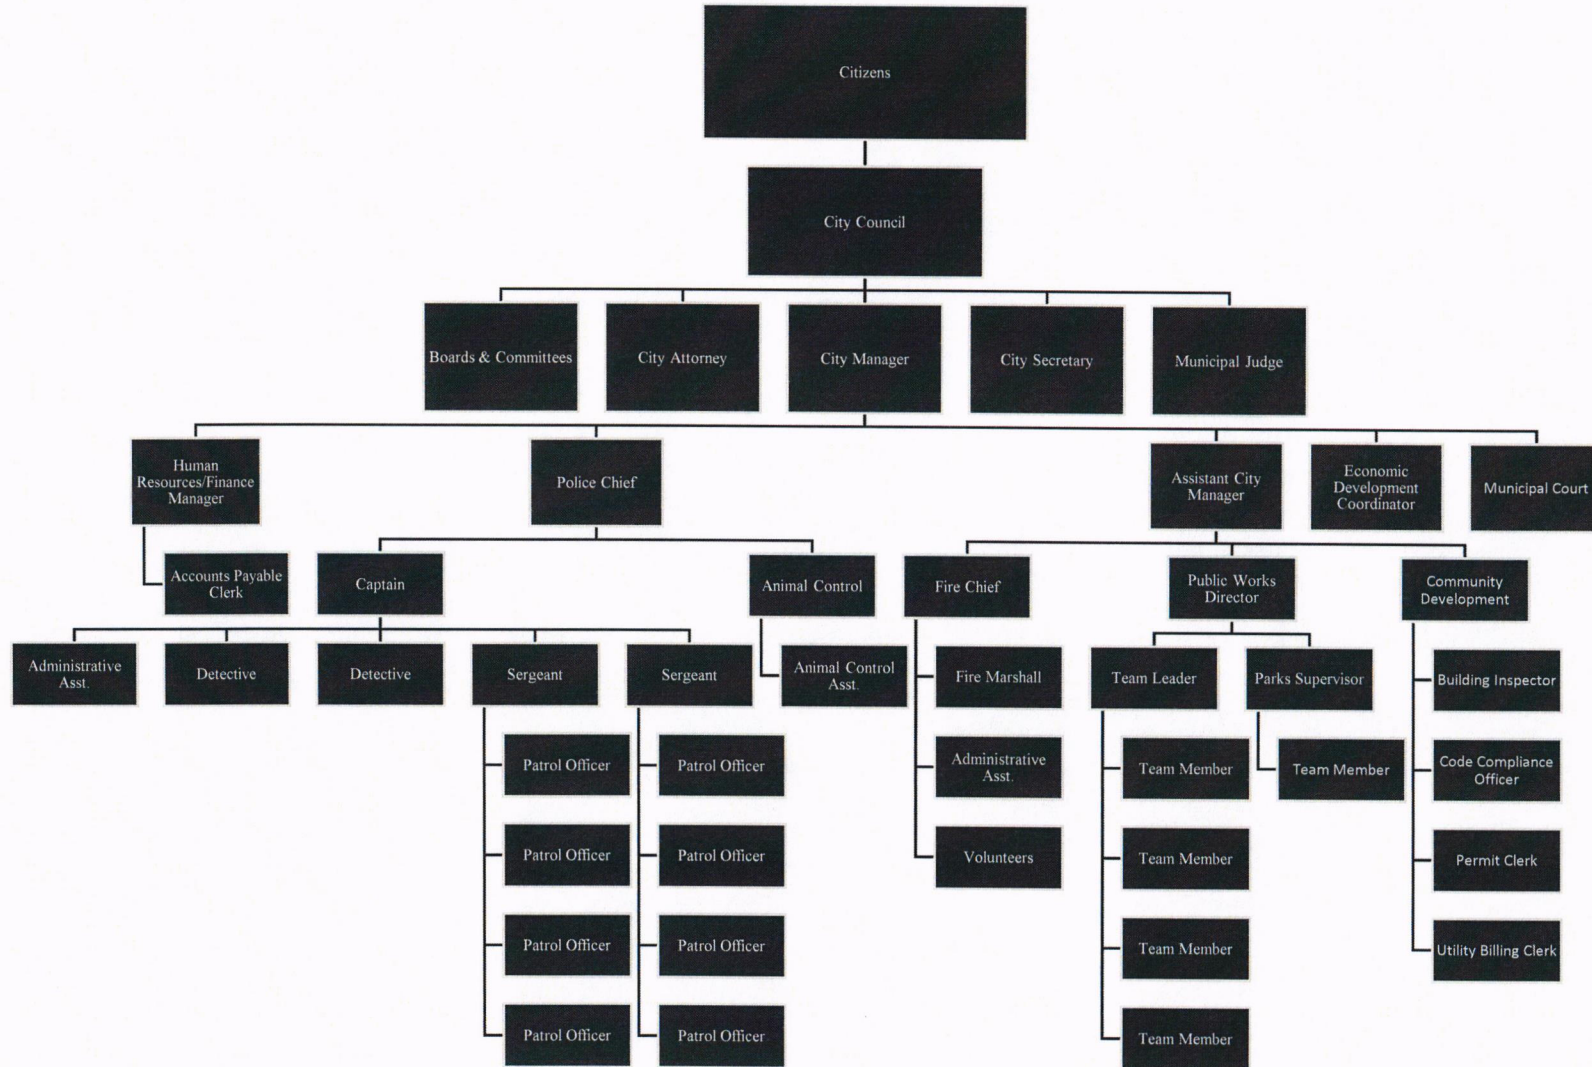 Citizens
City Council
Boards & Committees
City Attorney
City Manager
City Secretary
Municipal Judge
Human
Resources/Finance
Manager
Police Chief
Assistant City
Manager
Economic
Development
Coordinator
Municipal Court
Accounts Payable
Clerk
Captain
Animal Control
Fire Chief
Public Works
Director
Community
Development
Administrative
Asst.
Detective
Detective
Sergeant
Sergeant
Animal Control
Asst.
Fire Marshall
Team Leader
Parks Supervisor
Building Inspector
Patrol Officer
Patrol Officer
Administrative
Asst.
Team Member
Team Member
Code Compliance
Officer
Patrol Officer
Patrol Officer
Volunteers
Team Member
Permit Clerk
Patrol Officer
Patrol Officer
Team Member
Utility Billing Clerk
Patrol Officer
Patrol Officer
Team Member